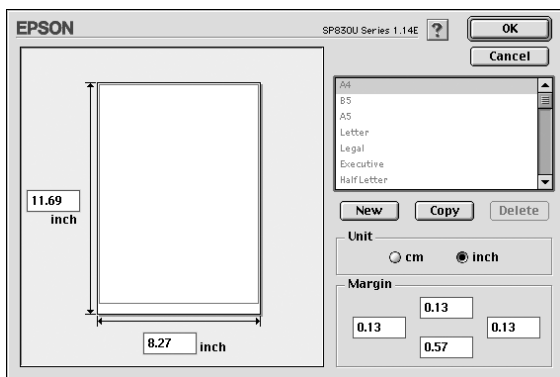 EPSON
SP830U Series 1.14E ? OK
Cancel
A4
B5
A5
Letter
Legal
Executive
HalfLetter
New Copy Delete
Unit
cm inch
Margin
0.13
0.13 0.13
0.57
11.69
inch
8.27 inch